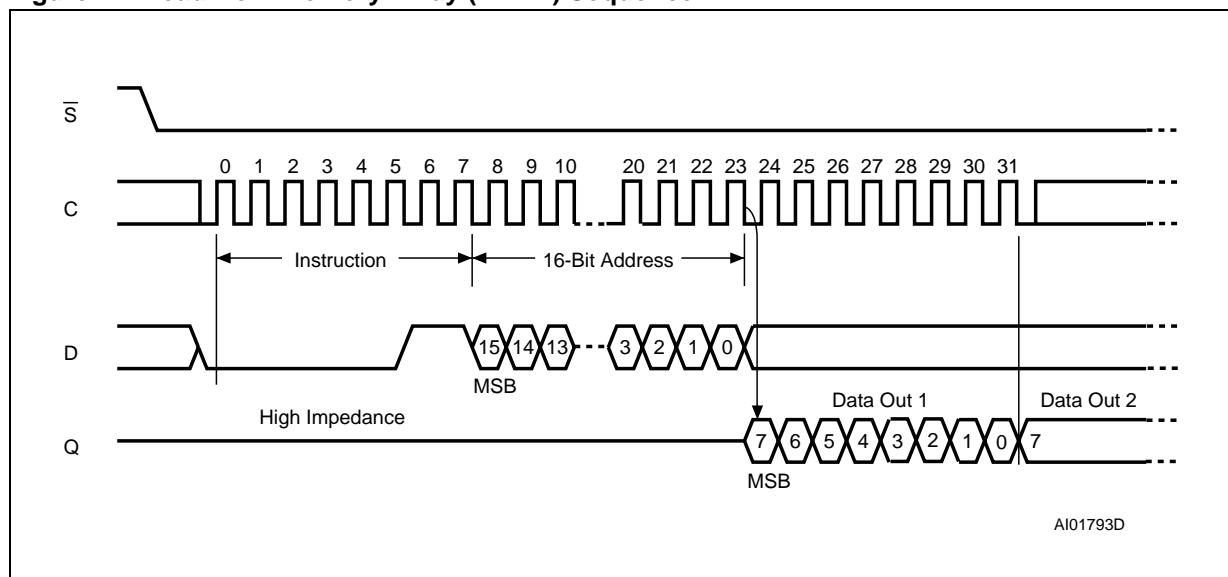 S̅
0 1 2 3 4 5 6 7 8 9 10 20 21 22 23 24 25 26 27 28 29 30 31
C
Instruction 16-Bit Address
D 15 14 13 3 2 1 0
MSB
High Impedance Data Out 1 Data Out 2
Q 7 6 5 4 3 2 1 0 7
MSB
AI01793D